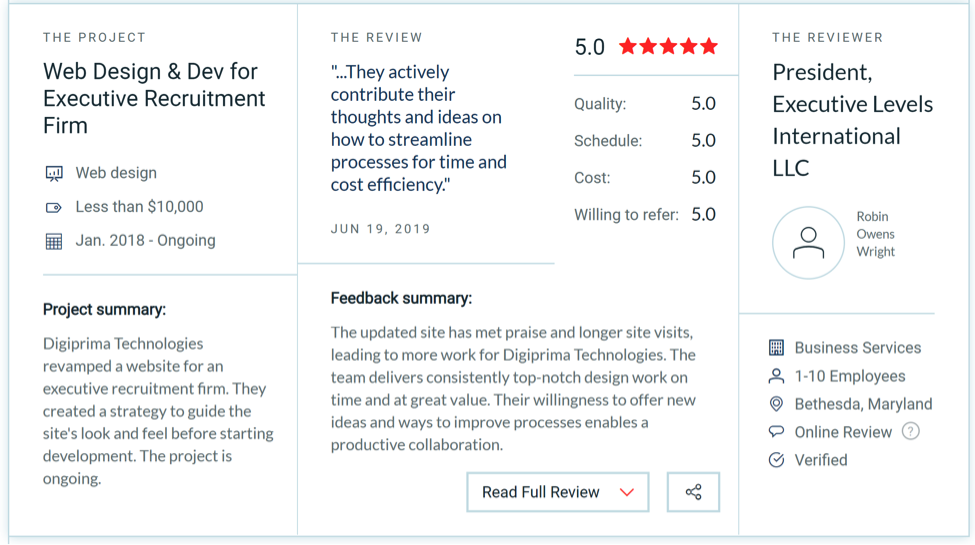 THE PROJECT
Web Design & Dev for
Executive Recruitment
Firm
Web design
Less than $10,000
Jan. 2018 - Ongoing
Project summary:
Digiprima Technologies
revamped a website for an
executive recruitment firm. They
created a strategy to guide the
site's look and feel before starting
development. The project is
ongoing.
THE REVIEW
"...They actively
contribute their
thoughts and ideas on
how to streamline
processes for time and
cost efficiency."
JUN 19, 2019
5.0
Quality: 5.0
Schedule: 5.0
Cost: 5.0
Willing to refer: 5.0
Feedback summary:
The updated site has met praise and longer site visits,
leading to more work for Digiprima Technologies. The
team delivers consistently top-notch design work on
time and at great value. Their willingness to offer new
ideas and ways to improve processes enables a
productive collaboration.
Read Full Review
THE REVIEWER
President,
Executive Levels
International
LLC
Robin
Owens
Wright
Business Services
1-10 Employees
Bethesda, Maryland
Online Review ?
Verified